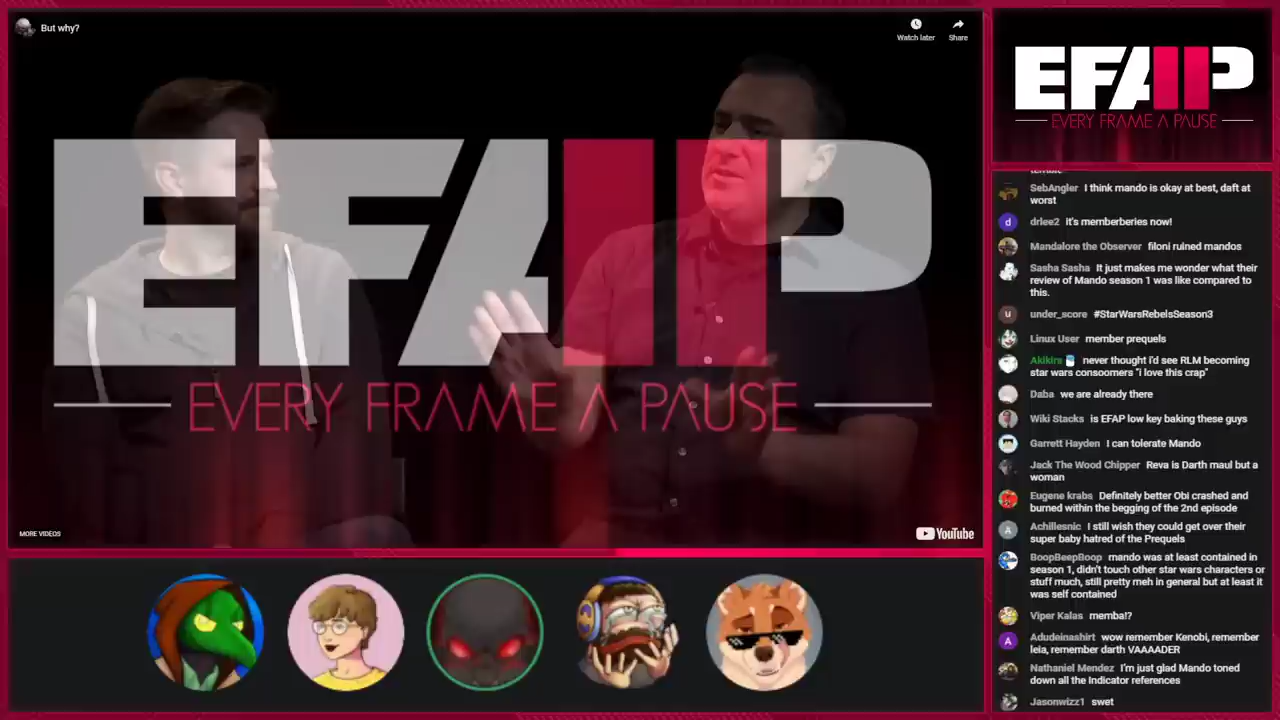 But why?
Watch later
Share
EFAP
EVERY FRAME A PAUSE
MORE VIDEOS
YouTube
EFAP
EVERY FRAME A PAUSE
SebAngler I think mando is okay at best, daft at
worst
drlee2 it's memberberies now!
Mandalore the Observer filoni ruined mandos
Sasha Sasha It just makes me wonder what their
review of Mando season 1 was like compared to
this.
under_score #StarWarsRebelsSeason3
Linux User member prequels
Akikirs never thought i'd see RLM becoming
star wars consoomers "i love this crap"
Daba we are already there
Wiki Stacks is EFAP low key baking these guys
Garrett Hayden I can tolerate Mando
Jack The Wood Chipper Reva is Darth maul but a
woman
Eugene krabs Definitely better Obi crashed and
burned within the begging of the 2nd episode
Achillesnic I still wish they could get over their
super baby hatred of the Prequels
BoopBeepBoop mando was at least contained in
season 1, didn't touch other star wars characters or
stuff much, still pretty meh in general but at least it
was self contained
Viper Kalas memba!?
Adudeinashirt wow remember Kenobi, remember
leia, remember darth VAAAADER
Nathaniel Mendez I'm just glad Mando toned
down all the Indicator references
Jasonwizz1 swet